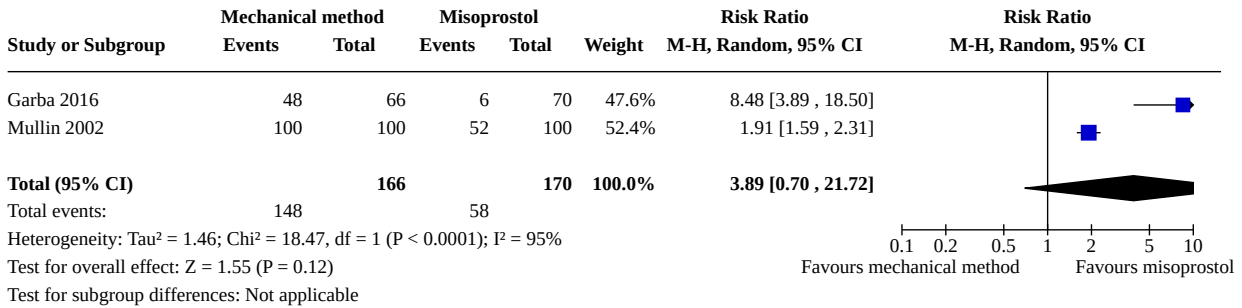 Mechanical method Misoprostol Risk Ratio Risk Ratio
Study or Subgroup Events Total Events Total Weight M-H, Random, 95% CI M-H, Random, 95% CI
Garba 2016 48 66 6 70 47.6% 8.48 [3.89 , 18.50]
Mullin 2002 100 100 52 100 52.4% 1.91 [1.59 , 2.31]
Total (95% CI) 166 170 100.0% 3.89 [0.70 , 21.72]
Total events: 148 58
Heterogeneity: Tau² = 1.46; Chi² = 18.47, df = 1 (P < 0.0001); I² = 95%
0.1 0.2 0.5 1 2 5 10
Test for overall effect: Z = 1.55 (P = 0.12) Favours mechanical method Favours misoprostol
Test for subgroup differences: Not applicable